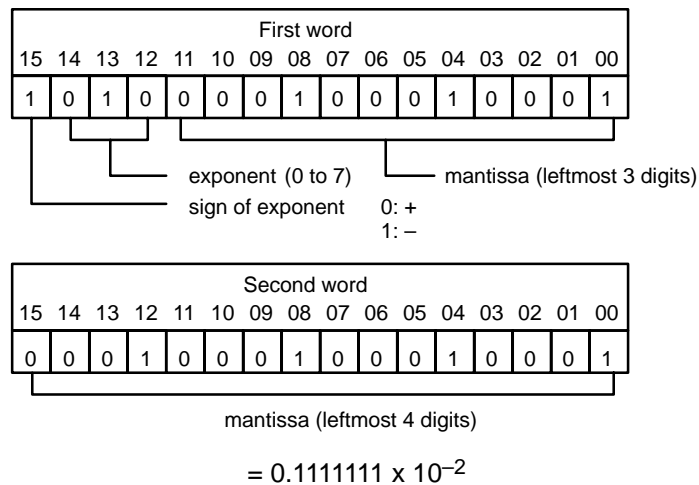 First word
15 14 13 12 11 10 09 08 07 06 05 04 03 02 01 00
1 0 1 0 0 0 0 1 0 0 0 1 0 0 0 1
exponent (0 to 7) mantissa (leftmost 3 digits)
sign of exponent 0: +
1: –
Second word
15 14 13 12 11 10 09 08 07 06 05 04 03 02 01 00
0 0 0 1 0 0 0 1 0 0 0 1 0 0 0 1
mantissa (leftmost 4 digits)
= 0.1111111 x 10–2